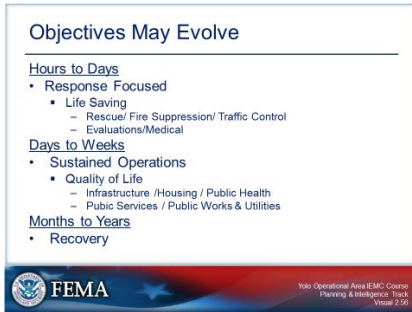 Objectives May Evolve
Hours to Days
• Response Focused
▪ Life Saving
– Rescue/ Fire Suppression/ Traffic Control
– Evaluations/Medical
Days to Weeks
• Sustained Operations
▪ Quality of Life
– Infrastructure /Housing / Public Health
– Pubic Services / Public Works & Utilities
Months to Years
• Recovery
FEMA
Yolo Operational Area IEMC Course
Planning & Intelligence Track
Visual 2.56